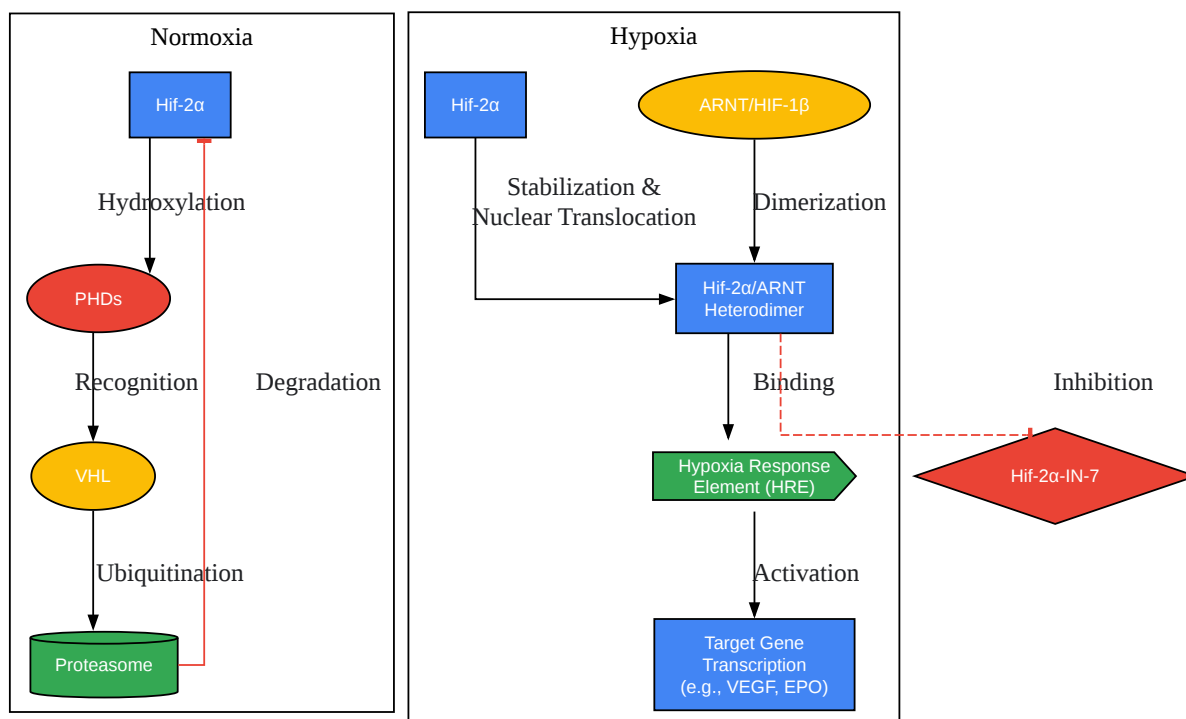 Normoxia
Hif-2α
Hydroxylation
PHDs
Recognition
Degradation
VHL
Ubiquitination
Proteasome
Hypoxia
Hif-2α
ARNT/HIF-1β
Stabilization &
Nuclear Translocation
Dimerization
Hif-2α/ARNT
Heterodimer
Binding
Inhibition
Hypoxia Response
Element (HRE)
Hif-2α-IN-7
Activation
Target Gene
Transcription
(e.g., VEGF, EPO)